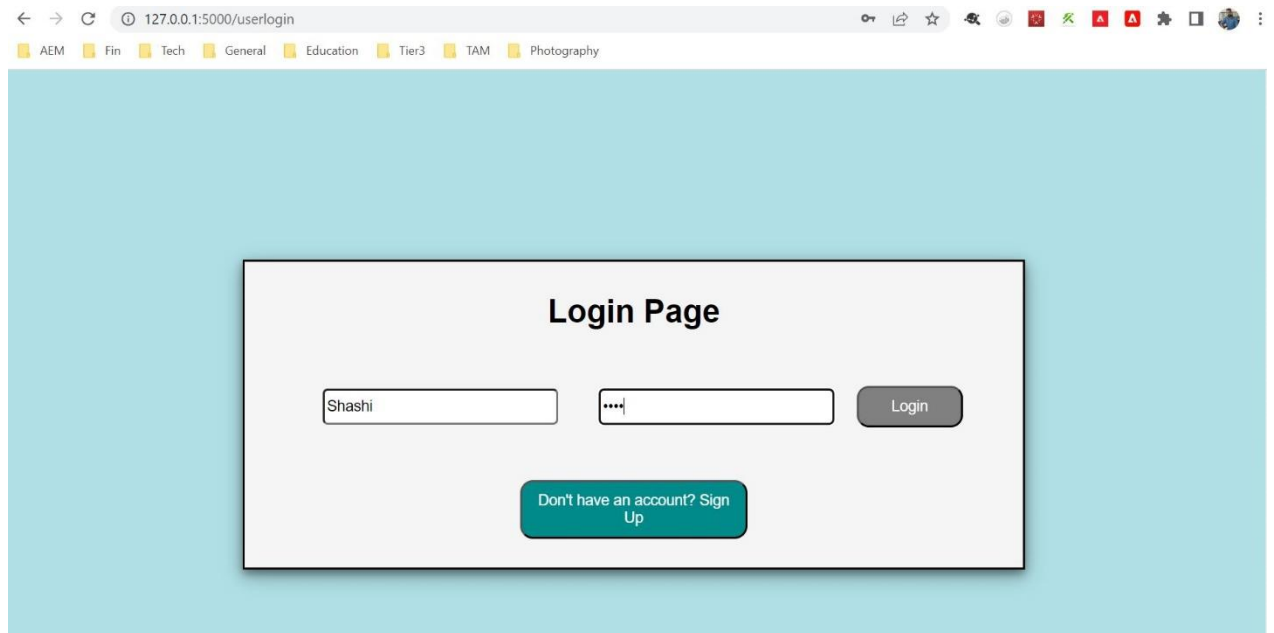 127.0.0.1:5000/userlogin
AEM Fin Tech General Education Tier3 TAM Photography
Login Page
Shashi •••• Login
Don't have an account? Sign
Up